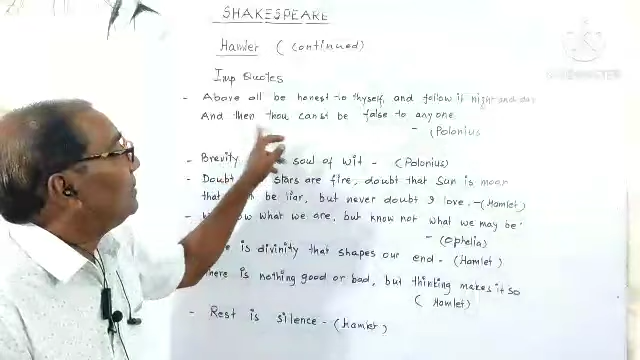 SHAKESPEARE
Hamlet (continued)
Imp Quotes
- Above all be honest to thyself, and follow it night and day
And then thou canst be false to anyone
- (Polonius
- Brevity soul of wit - (Polonius)
- Doubt stars are fire, doubt that sun is moar
that be liar, but never doubt I love. - (Hamlet)
- know what we are, but know not what we may be
- (Ophelia)
is divinity that shapes our end - (Hamlet)
here is nothing good or bad, but thinking makes it so
(Hamlet)
- Rest is silence - (Hamlet)